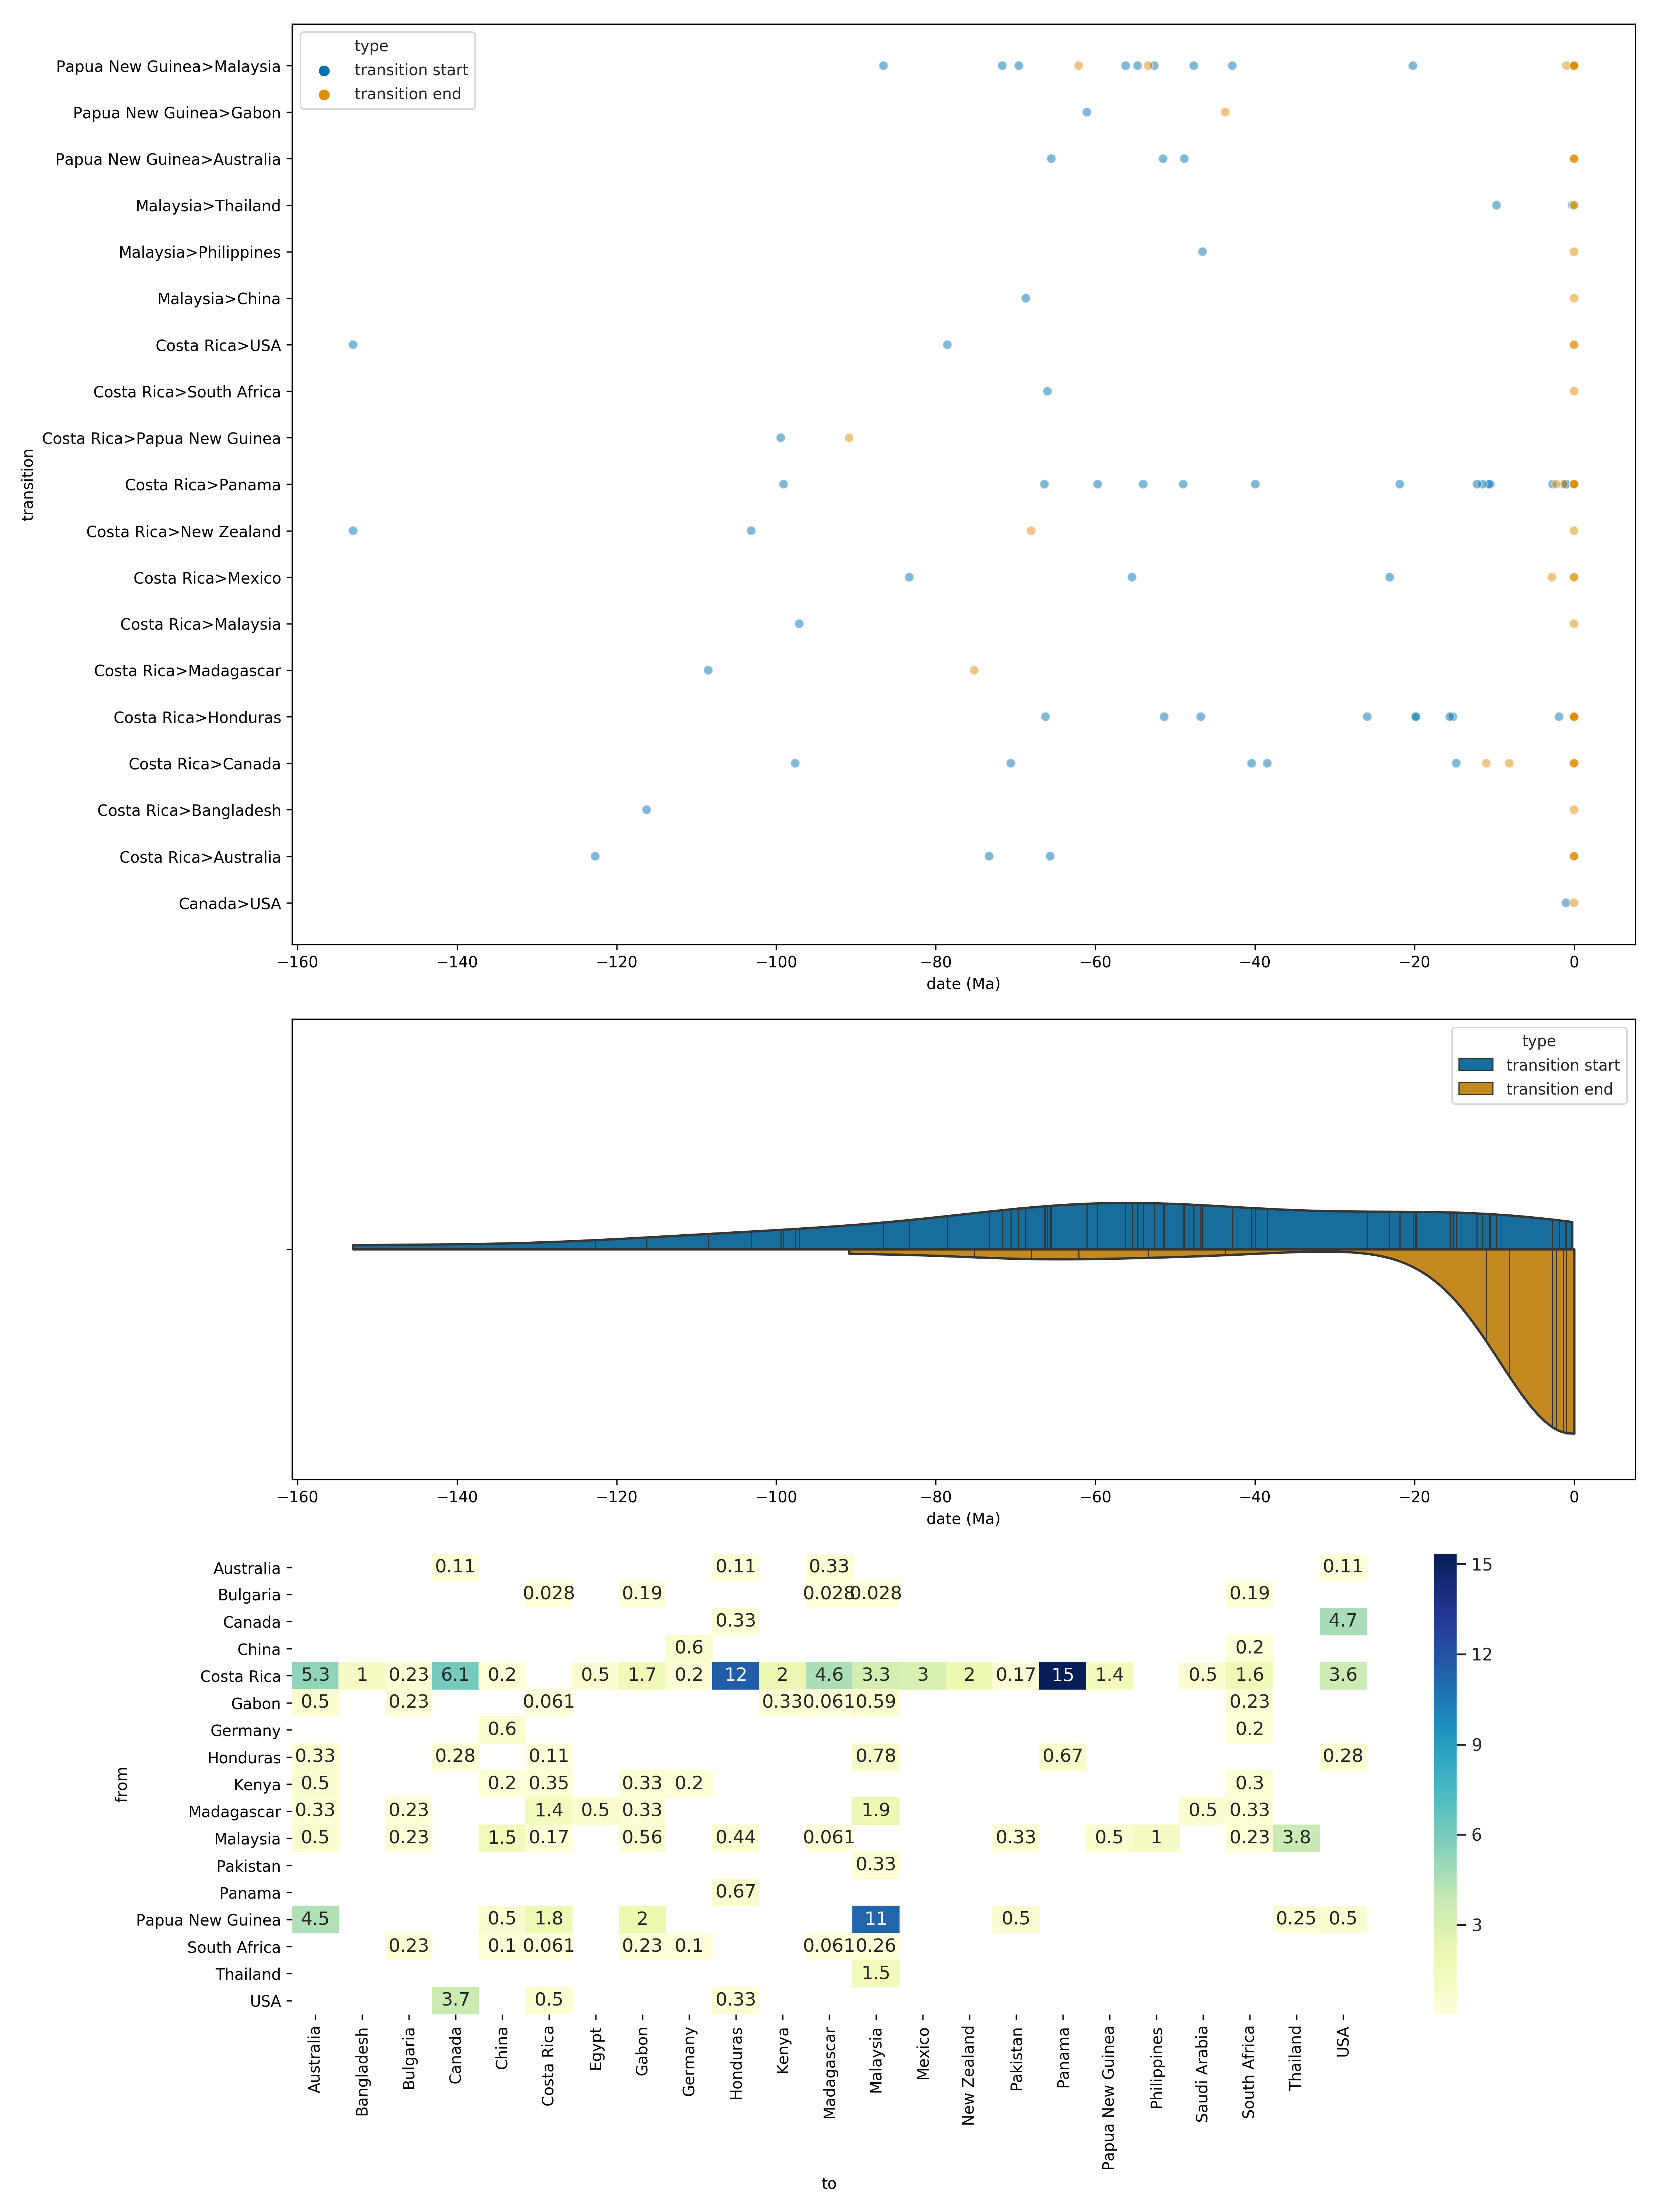 type
transition start
transition end
Papua New Guinea>Malaysia
Papua New Guinea>Gabon
Papua New Guinea>Australia
Malaysia>Thailand
Malaysia>Philippines
Malaysia>China
Costa Rica>USA
Costa Rica>South Africa
Costa Rica>Papua New Guinea
Costa Rica>Panama
Costa Rica>New Zealand
Costa Rica>Mexico
Costa Rica>Malaysia
Costa Rica>Madagascar
Costa Rica>Honduras
Costa Rica>Canada
Costa Rica>Bangladesh
Costa Rica>Australia
Canada>USA
transition
−160 −140 −120 −100 −80 −60 −40 −20 0
date (Ma)
type
transition start
transition end
−160 −140 −120 −100 −80 −60 −40 −20 0
date (Ma)
Australia 0.11 0.11 0.33 0.11
Bulgaria 0.028 0.19 0.028 0.028 0.19
Canada 0.33 4.7
China 0.6 0.2
Costa Rica 5.3 1 0.23 6.1 0.2 0.5 1.7 0.2 12 2 4.6 3.3 3 2 0.17 15 1.4 0.5 1.6 3.6
Gabon 0.5 0.23 0.061 0.33 0.061 0.59 0.23
Germany 0.6 0.2
Honduras 0.33 0.28 0.11 0.78 0.67 0.28
Kenya 0.5 0.2 0.35 0.33 0.2 0.3
Madagascar 0.33 0.23 1.4 0.5 0.33 1.9 0.5 0.33
Malaysia 0.5 0.23 1.5 0.17 0.56 0.44 0.061 0.33 0.5 1 0.23 3.8
Pakistan 0.33
Panama 0.67
Papua New Guinea 4.5 0.5 1.8 2 11 0.5 0.25 0.5
South Africa 0.23 0.1 0.061 0.23 0.1 0.061 0.26
Thailand 1.5
USA 3.7 0.5 0.33
from
Australia
Bangladesh
Bulgaria
Canada
China
Costa Rica
Egypt
Gabon
Germany
Honduras
Kenya
Madagascar
Malaysia
Mexico
New Zealand
Pakistan
Panama
Papua New Guinea
Philippines
Saudi Arabia
South Africa
Thailand
USA
to
15
12
9
6
3